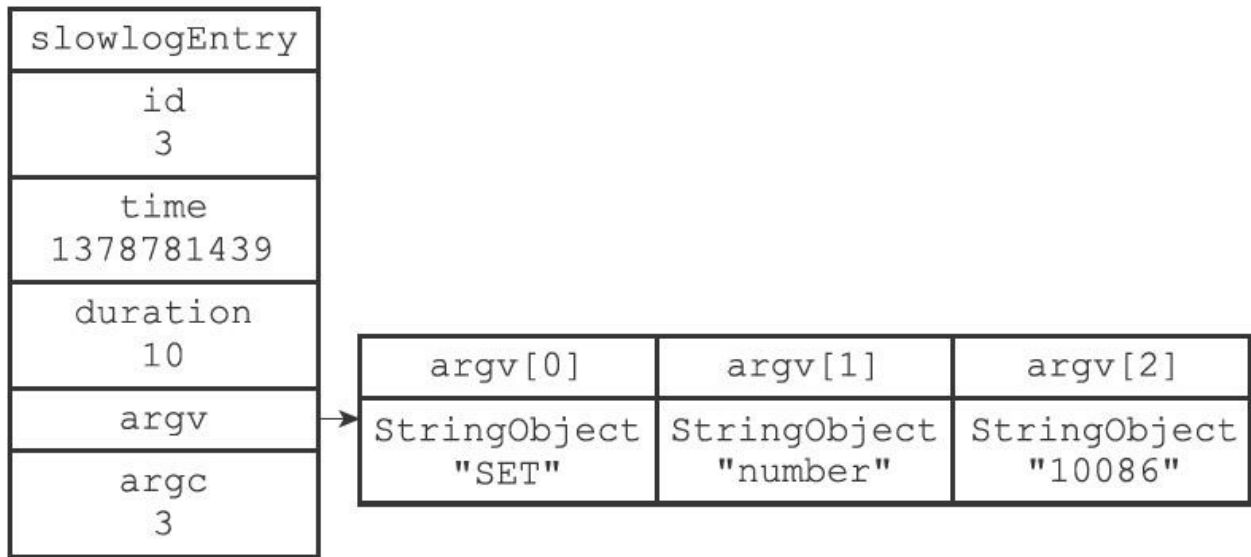 slowlogEntry
id
3
time
1378781439
duration
10
argv
argc
3
argv[0] argv[1] argv[2]
StringObject StringObject StringObject
"SET" "number" "10086"